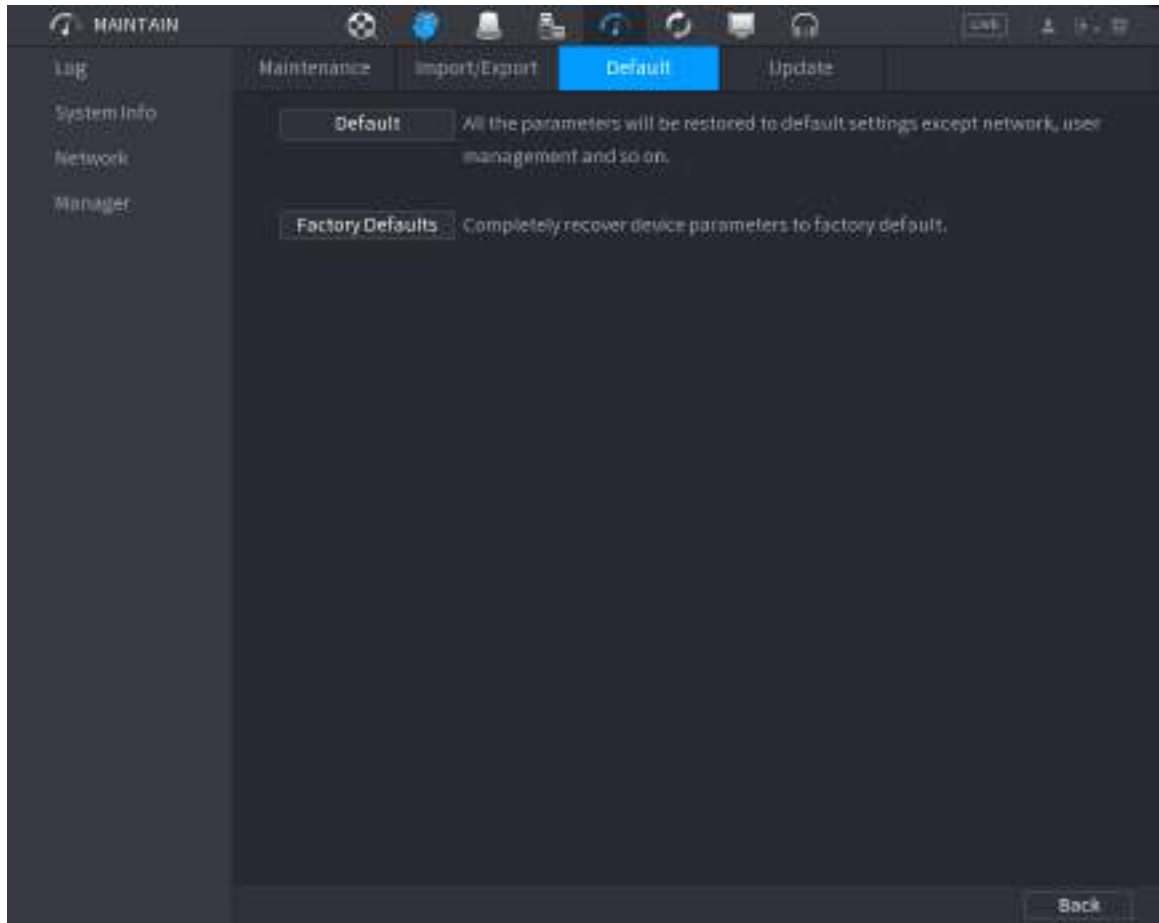 MAINTAIN
LIVE
Log
Maintenance Import/Export Default Update
System Info
Default All the parameters will be restored to default settings except network, user
management and so on.
Network
Manager
Factory Defaults Completely recover device parameters to factory default.
Back